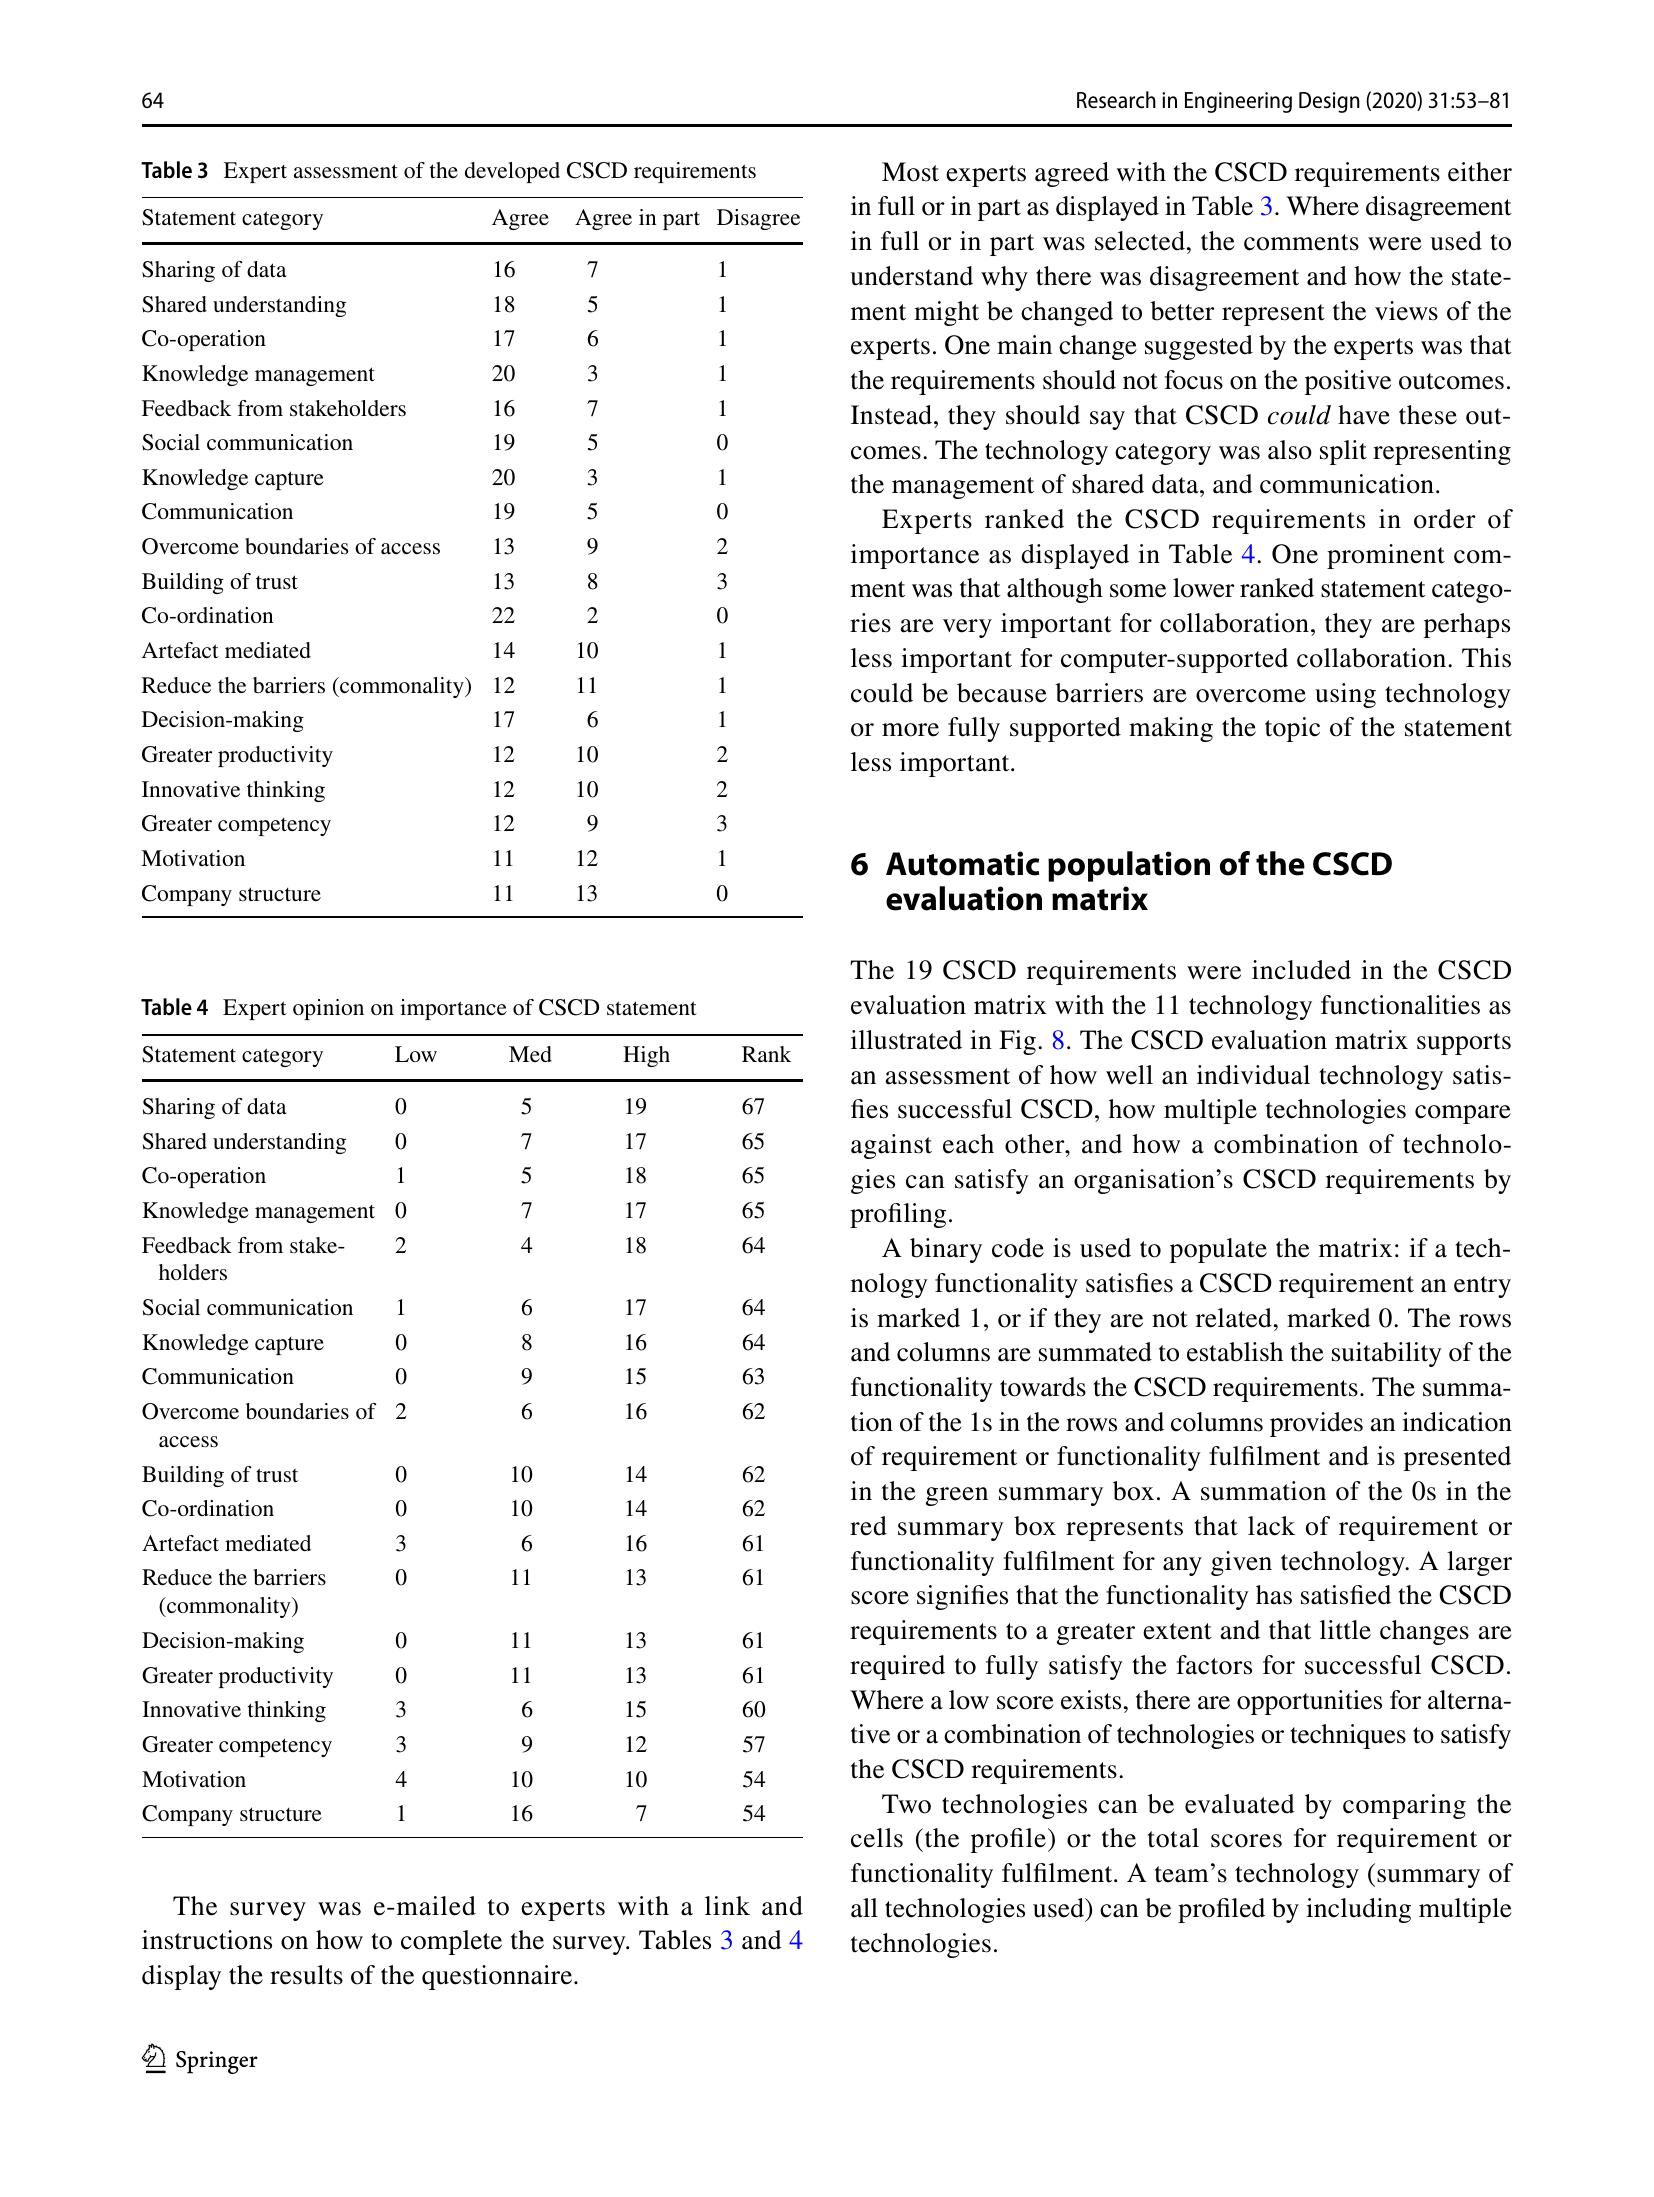 64
Research in Engineering Design (2020) 31:53–81
Table 3 Expert assessment of the developed CSCD requirements
Statement category Agree Agree in part Disagree
Sharing of data 16 7 1
Shared understanding 18 5 1
Co-operation 17 6 1
Knowledge management 20 3 1
Feedback from stakeholders 16 7 1
Social communication 19 5 0
Knowledge capture 20 3 1
Communication 19 5 0
Overcome boundaries of access 13 9 2
Building of trust 13 8 3
Co-ordination 22 2 0
Artefact mediated 14 10 1
Reduce the barriers (commonality) 12 11 1
Decision-making 17 6 1
Greater productivity 12 10 2
Innovative thinking 12 10 2
Greater competency 12 9 3
Motivation 11 12 1
Company structure 11 13 0
Table 4 Expert opinion on importance of CSCD statement
Statement category Low Med High Rank
Sharing of data 0 5 19 67
Shared understanding 0 7 17 65
Co-operation 1 5 18 65
Knowledge management 0 7 17 65
Feedback from stake- 2 4 18 64
holders
Social communication 1 6 17 64
Knowledge capture 0 8 16 64
Communication 0 9 15 63
Overcome boundaries of 2 6 16 62
access
Building of trust 0 10 14 62
Co-ordination 0 10 14 62
Artefact mediated 3 6 16 61
Reduce the barriers 0 11 13 61
(commonality)
Decision-making 0 11 13 61
Greater productivity 0 11 13 61
Innovative thinking 3 6 15 60
Greater competency 3 9 12 57
Motivation 4 10 10 54
Company structure 1 16 7 54
The survey was e-mailed to experts with a link and
instructions on how to complete the survey. Tables 3 and 4
display the results of the questionnaire.
Most experts agreed with the CSCD requirements either
in full or in part as displayed in Table 3. Where disagreement
in full or in part was selected, the comments were used to
understand why there was disagreement and how the state-
ment might be changed to better represent the views of the
experts. One main change suggested by the experts was that
the requirements should not focus on the positive outcomes.
Instead, they should say that CSCD could have these out-
comes. The technology category was also split representing
the management of shared data, and communication.
Experts ranked the CSCD requirements in order of
importance as displayed in Table 4. One prominent com-
ment was that although some lower ranked statement catego-
ries are very important for collaboration, they are perhaps
less important for computer-supported collaboration. This
could be because barriers are overcome using technology
or more fully supported making the topic of the statement
less important.
6 Automatic population of the CSCD
evaluation matrix
The 19 CSCD requirements were included in the CSCD
evaluation matrix with the 11 technology functionalities as
illustrated in Fig. 8. The CSCD evaluation matrix supports
an assessment of how well an individual technology satis-
fies successful CSCD, how multiple technologies compare
against each other, and how a combination of technolo-
gies can satisfy an organisation's CSCD requirements by
profiling.
A binary code is used to populate the matrix: if a tech-
nology functionality satisfies a CSCD requirement an entry
is marked 1, or if they are not related, marked 0. The rows
and columns are summated to establish the suitability of the
functionality towards the CSCD requirements. The summa-
tion of the 1s in the rows and columns provides an indication
of requirement or functionality fulfilment and is presented
in the green summary box. A summation of the 0s in the
red summary box represents that lack of requirement or
functionality fulfilment for any given technology. A larger
score signifies that the functionality has satisfied the CSCD
requirements to a greater extent and that little changes are
required to fully satisfy the factors for successful CSCD.
Where a low score exists, there are opportunities for alterna-
tive or a combination of technologies or techniques to satisfy
the CSCD requirements.
Two technologies can be evaluated by comparing the
cells (the profile) or the total scores for requirement or
functionality fulfilment. A team's technology (summary of
all technologies used) can be profiled by including multiple
technologies.
Springer